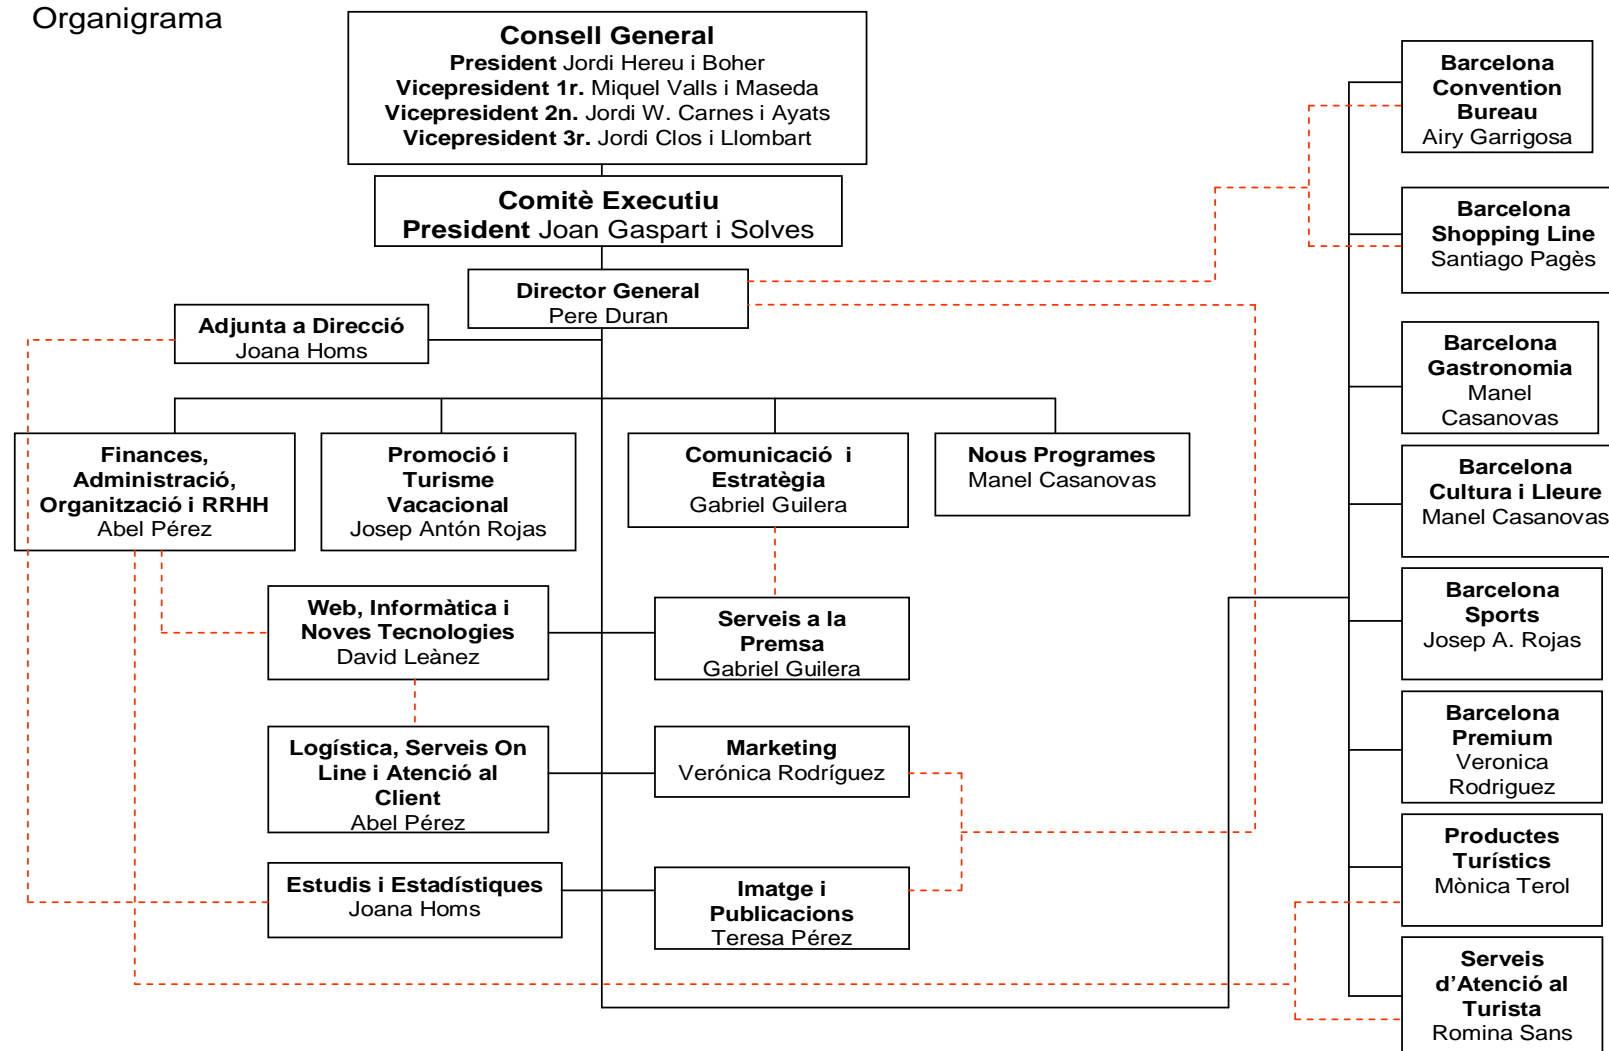 Organigrama
Consell General
President Jordi Hereu i Boher
Vicepresident 1r. Miquel Valls i Maseda
Vicepresident 2n. Jordi W. Carnes i Ayats
Vicepresident 3r. Jordi Clos i Llombart
Comitè Executiu
President Joan Gaspart i Solves
Director General
Pere Duran
Adjunta a Direcció
Joana Homs
Finances,
Administració,
Organització i RRHH
Abel Pérez
Promoció i
Turisme
Vacacional
Josep Antón Rojas
Comunicació i
Estratègia
Gabriel Guilera
Nous Programes
Manel Casanovas
Web, Informàtica i
Noves Tecnologies
David Leànez
Serveis a la
Premsa
Gabriel Guilera
Logística, Serveis On
Line i Atenció al
Client
Abel Pérez
Marketing
Verónica Rodríguez
Estudis i Estadístiques
Joana Homs
Imatge i
Publicacions
Teresa Pérez
Barcelona
Convention
Bureau
Airy Garrigosa
Barcelona
Shopping Line
Santiago Pagès
Barcelona
Gastronomia
Manel
Casanovas
Barcelona
Cultura i Lleure
Manel Casanovas
Barcelona
Sports
Josep A. Rojas
Barcelona
Premium
Veronica
Rodriguez
Productes
Turístics
Mònica Terol
Serveis
d’Atenció al
Turista
Romina Sans